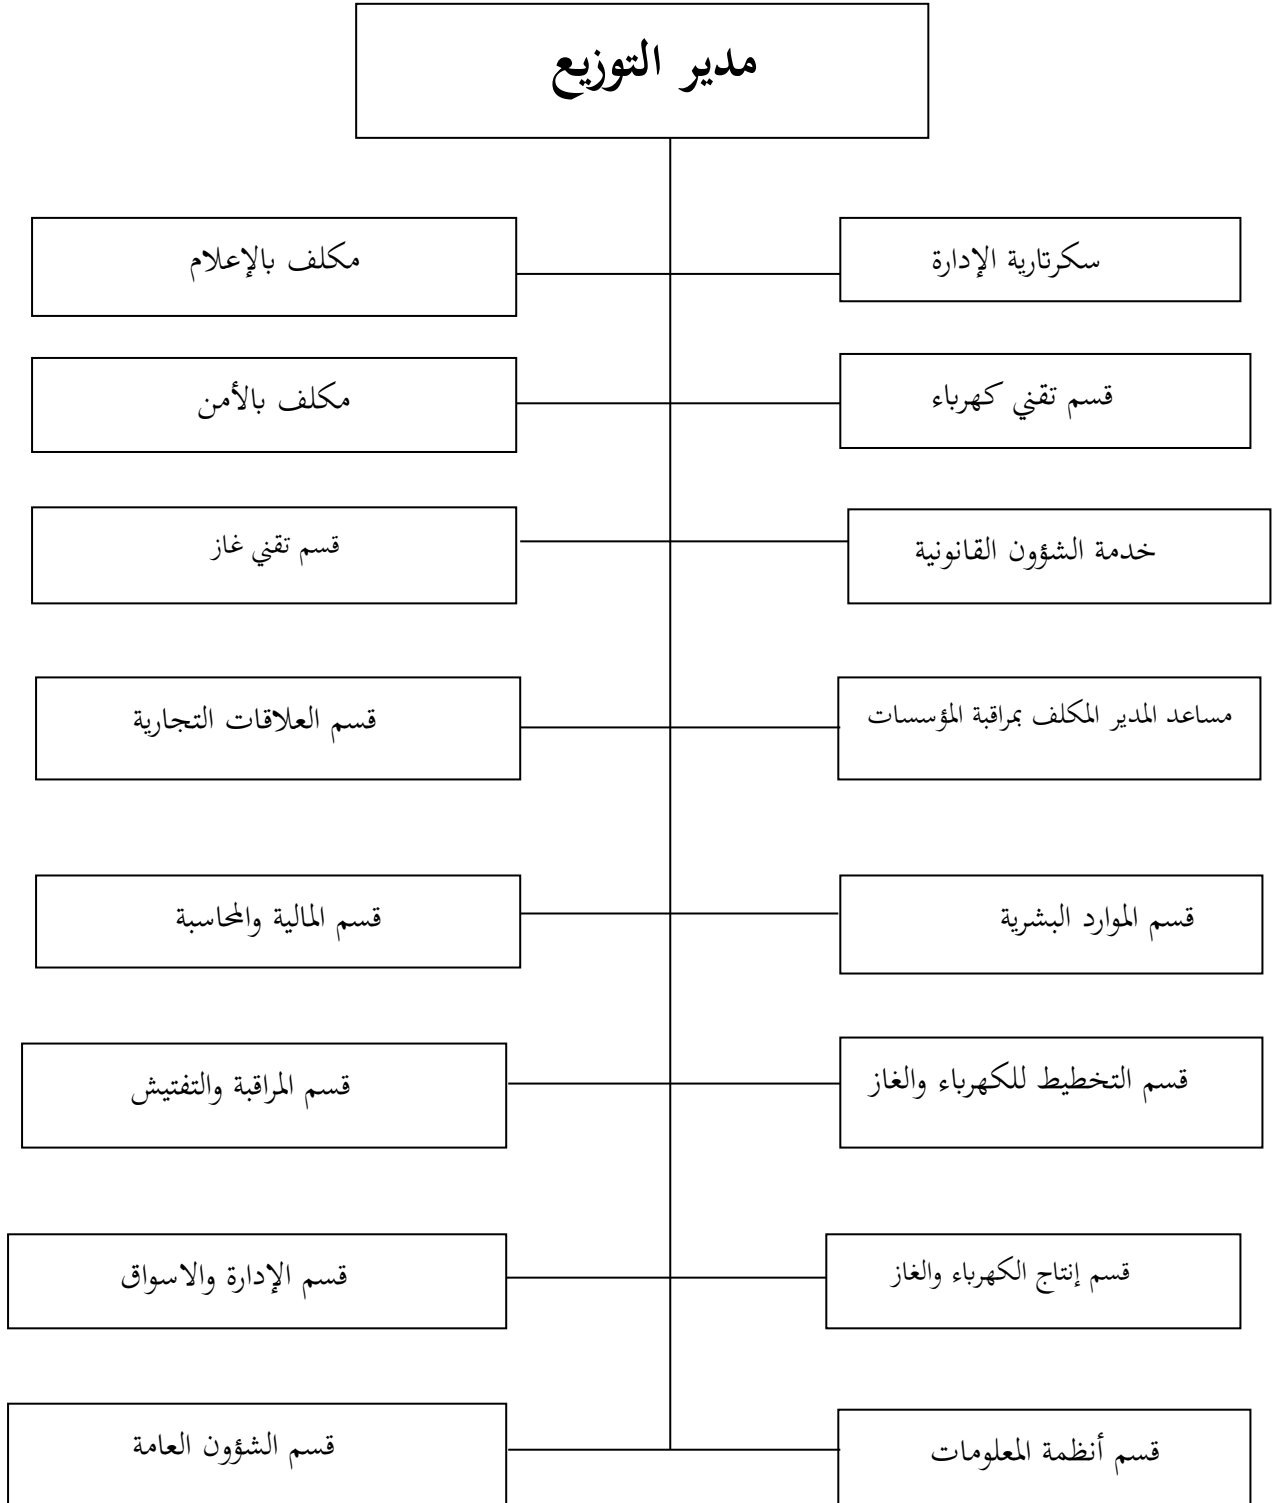 مدير التوزيع
سكرتارية الإدارة
مكلف بالإعلام
قسم تقني كهرباء
مكلف بالأمن
خدمة الشؤون القانونية
قسم تقني غاز
مساعد المدير المكلف بمراقبة المؤسسات
قسم العلاقات التجارية
قسم الموارد البشرية
قسم المالية والمحاسبة
قسم التخطيط للكهرباء والغاز
قسم المراقبة والتفتيش
قسم إنتاج الكهرباء والغاز
قسم الإدارة والاسواق
قسم أنظمة المعلومات
قسم الشؤون العامة